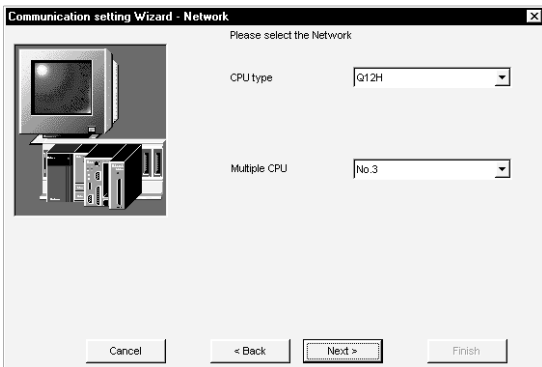 Communication setting Wizard - Network
Please select the Network
CPU type
Q12H
Multiple CPU
No.3
Cancel
< Back
Next >
Finish